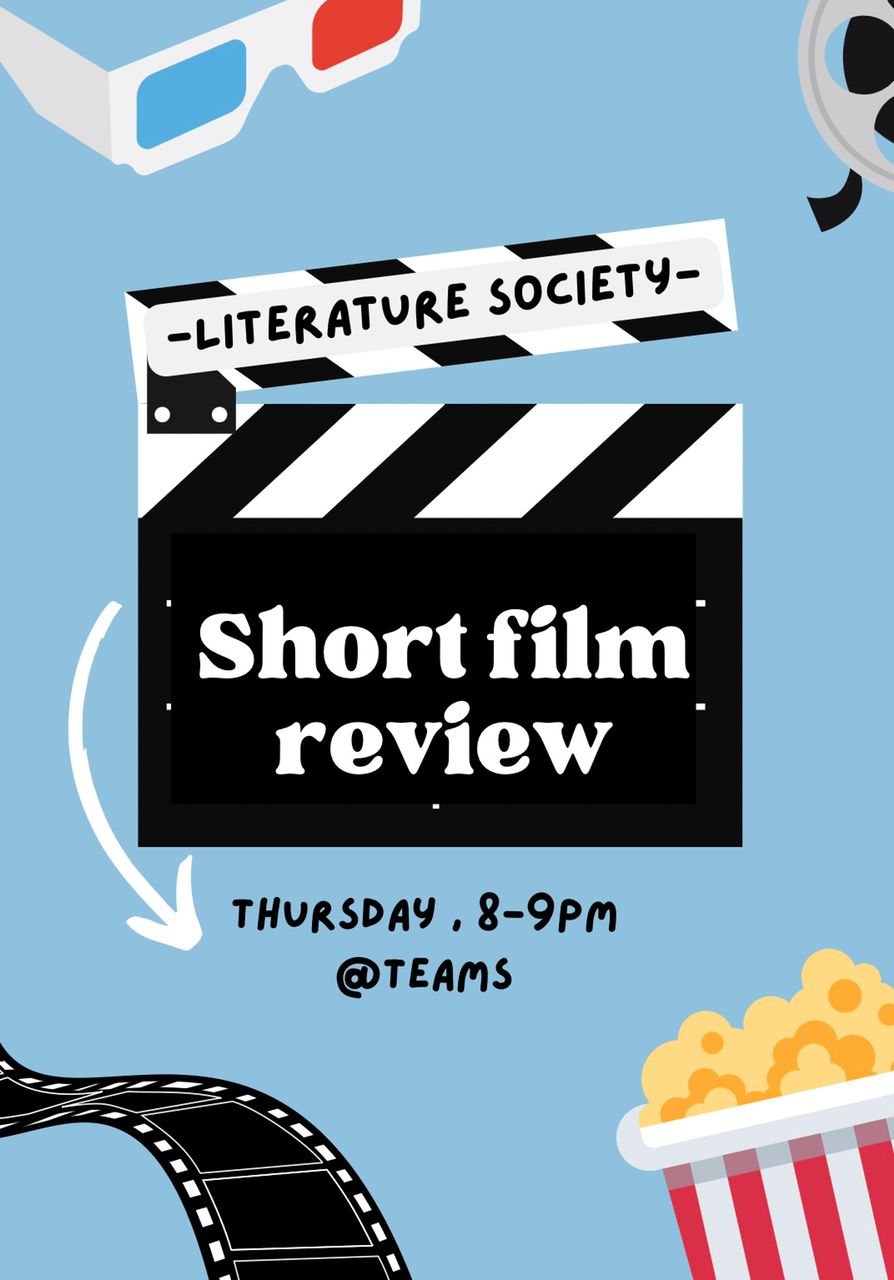 -LITERATURE SOCIETY-
Short film
review
THURSDAY , 8-9PM
@TEAMS